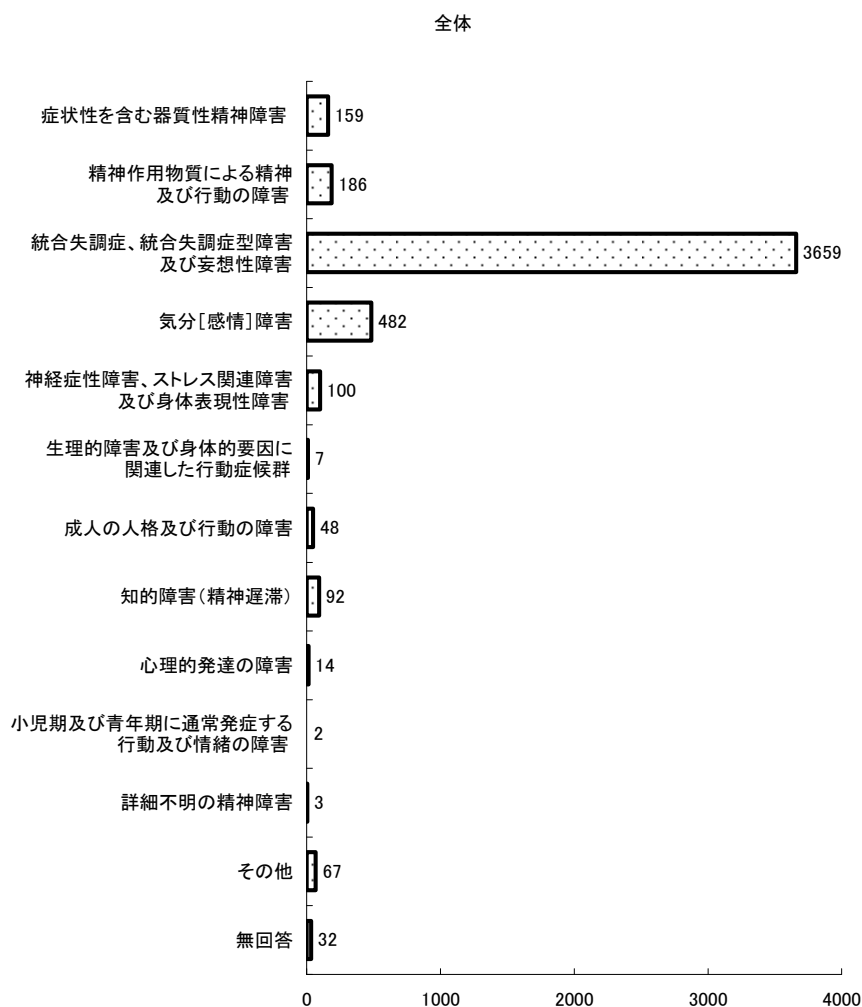 全体
症状性を含む器質性精神障害
159
精神作用物質による精神
及び行動の障害
186
統合失調症、統合失調症型障害
及び妄想性障害
3659
気分[感情]障害
482
神経症性障害、ストレス関連障害
及び身体表現性障害
100
生理的障害及び身体的要因に
関連した行動症候群
7
成人の人格及び行動の障害
48
知的障害(精神遅滞)
92
心理的発達の障害
14
小児期及び青年期に通常発症する
行動及び情緒の障害
2
詳細不明の精神障害
3
その他
67
無回答
32
0 1000 2000 3000 4000